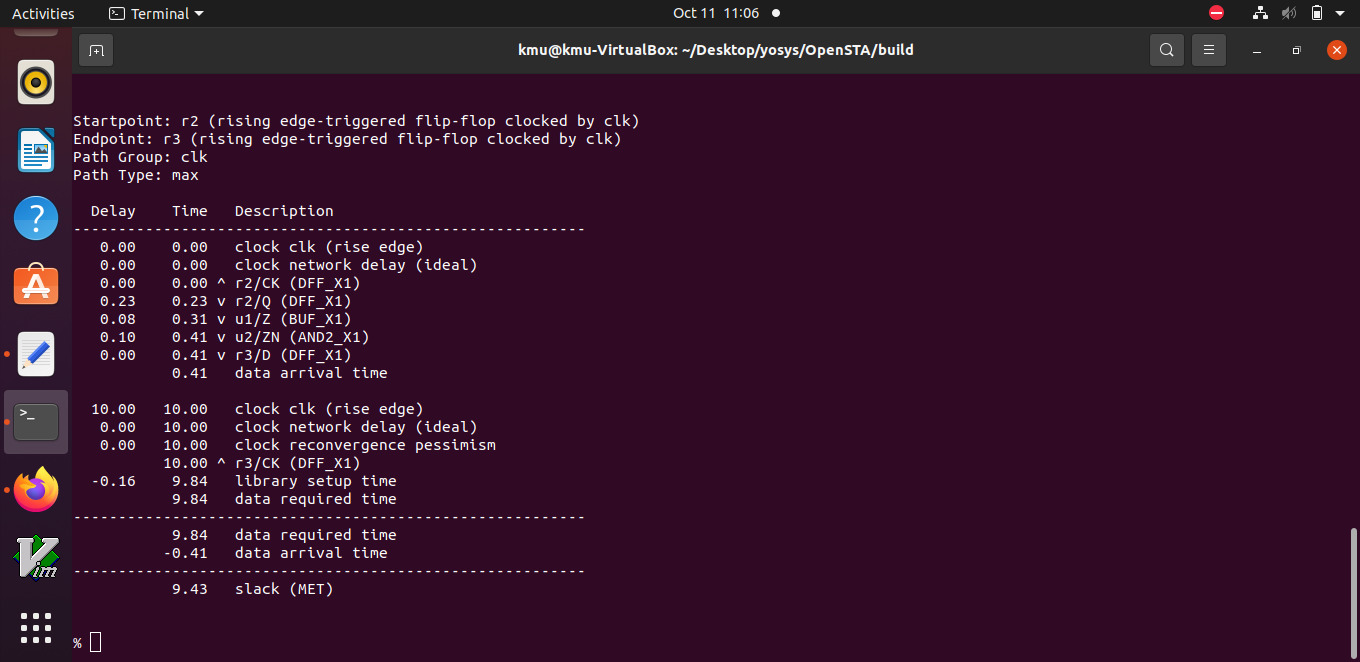 Activities Terminal Oct 11 11:06
kmu@kmu-VirtualBox: ~/Desktop/yosys/OpenSTA/build
Startpoint: r2 (rising edge-triggered flip-flop clocked by clk)
Endpoint: r3 (rising edge-triggered flip-flop clocked by clk)
Path Group: clk
Path Type: max
  Delay    Time   Description
---------------------------------------------------------
   0.00    0.00   clock clk (rise edge)
   0.00    0.00   clock network delay (ideal)
   0.00    0.00 ^ r2/CK (DFF_X1)
   0.23    0.23 v r2/Q (DFF_X1)
   0.08    0.31 v u1/Z (BUF_X1)
   0.10    0.41 v u2/ZN (AND2_X1)
   0.00    0.41 v r3/D (DFF_X1)
           0.41   data arrival time
  10.00   10.00   clock clk (rise edge)
   0.00   10.00   clock network delay (ideal)
   0.00   10.00   clock reconvergence pessimism
          10.00 ^ r3/CK (DFF_X1)
  -0.16    9.84   library setup time
           9.84   data required time
---------------------------------------------------------
           9.84   data required time
          -0.41   data arrival time
---------------------------------------------------------
           9.43   slack (MET)
%